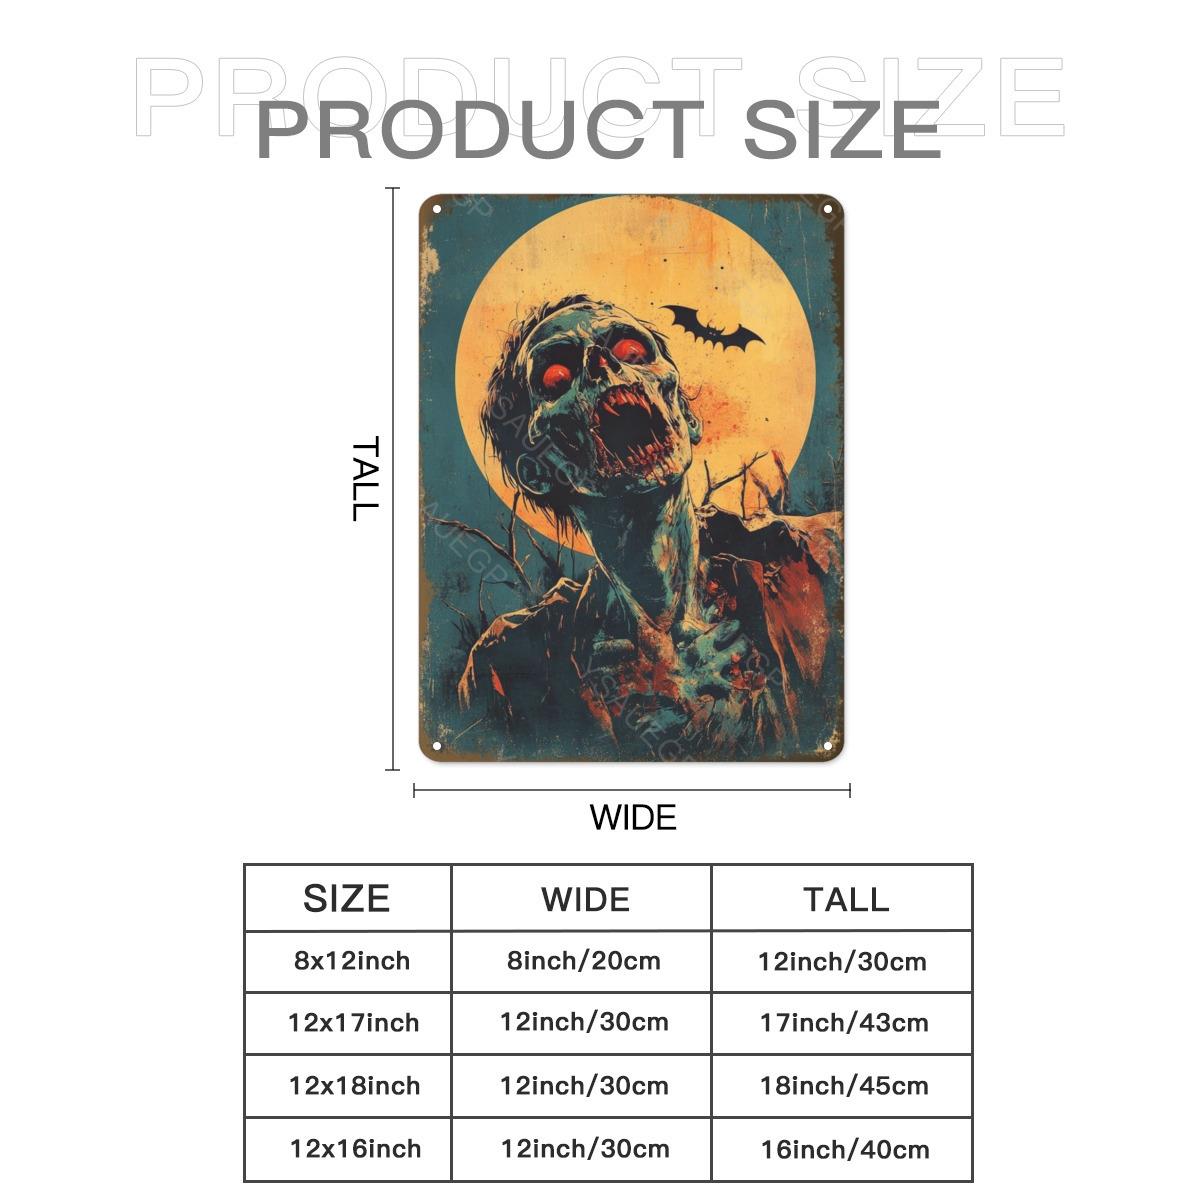 PRODUCT SIZE
PRODUCT SIZE
TALL
YSAUEGP
WIDE
SIZE WIDE TALL
8x12inch 8inch/20cm 12inch/30cm
12x17inch 12inch/30cm 17inch/43cm
12x18inch 12inch/30cm 18inch/45cm
12x16inch 12inch/30cm 16inch/40cm